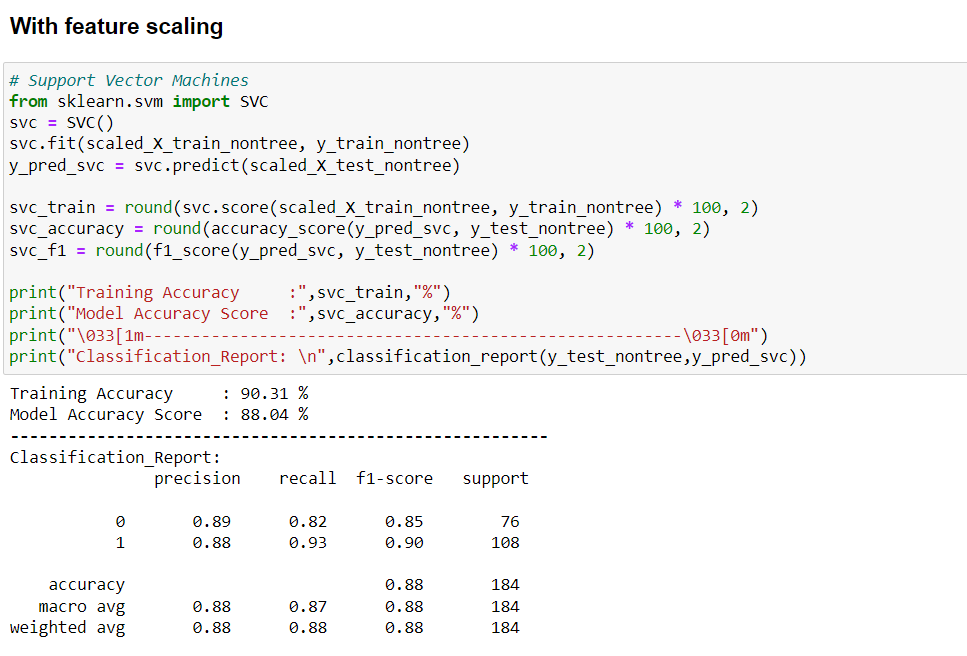 With feature scaling
# Support Vector Machines
from sklearn.svm import SVC
svc = SVC()
svc.fit(scaled_X_train_nontree, y_train_nontree)
y_pred_svc = svc.predict(scaled_X_test_nontree)
svc_train = round(svc.score(scaled_X_train_nontree, y_train_nontree) * 100, 2)
svc_accuracy = round(accuracy_score(y_pred_svc, y_test_nontree) * 100, 2)
svc_f1 = round(f1_score(y_pred_svc, y_test_nontree) * 100, 2)
print("Training Accuracy     :",svc_train,"%")
print("Model Accuracy Score  :",svc_accuracy,"%")
print("\033[1m--------------------------------------------------------\033[0m")
print("Classification_Report: \n",classification_report(y_test_nontree,y_pred_svc))
Training Accuracy     : 90.31 %
Model Accuracy Score  : 88.04 %
--------------------------------------------------------
Classification_Report:
               precision    recall  f1-score   support
           0       0.89      0.82      0.85        76
           1       0.88      0.93      0.90       108
    accuracy                           0.88       184
   macro avg       0.88      0.87      0.88       184
weighted avg       0.88      0.88      0.88       184